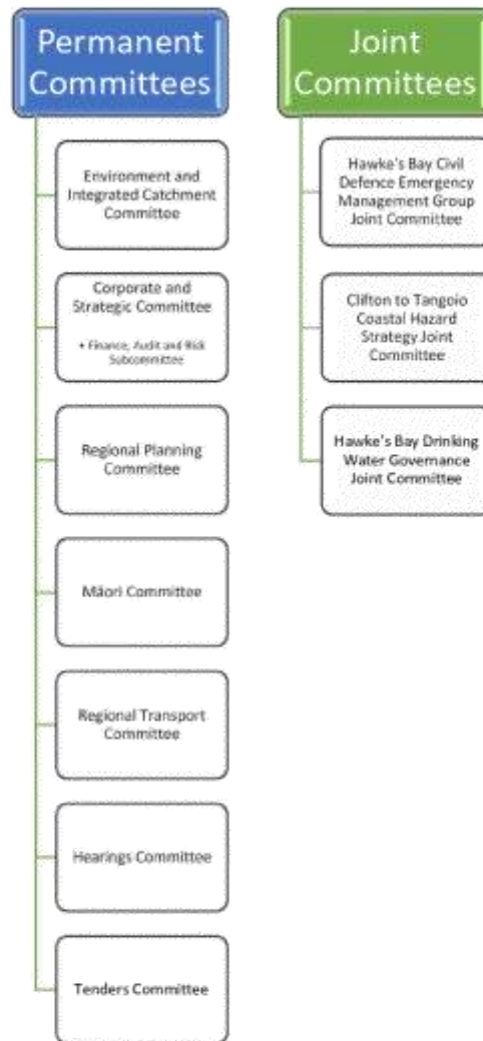 Permanent
Committees
Environment and
Integrated Catchment
Committee
Corporate and
Strategic Committee
• Finance, Audit and Risk
Subcommittee
Regional Planning
Committee
Māori Committee
Regional Transport
Committee
Hearings Committee
Tenders Committee
Joint
Committees
Hawke's Bay Civil
Defence Emergency
Management Group
Joint Committee
Clifton to Tangoio
Coastal Hazard
Strategy Joint
Committee
Hawke's Bay Drinking
Water Governance
Joint Committee